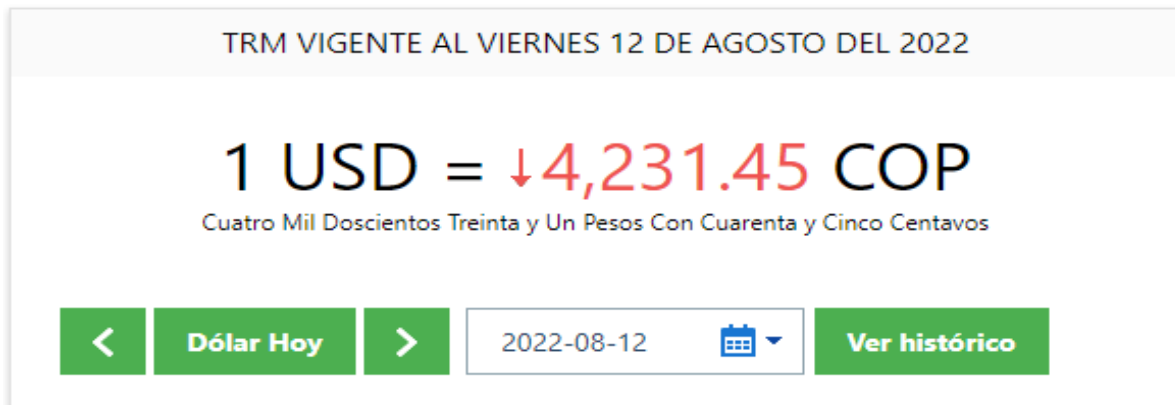 TRM VIGENTE AL VIERNES 12 DE AGOSTO DEL 2022
1 USD = ↓4,231.45 COP
Cuatro Mil Doscientos Treinta y Un Pesos Con Cuarenta y Cinco Centavos
Dólar Hoy 2022-08-12 Ver histórico